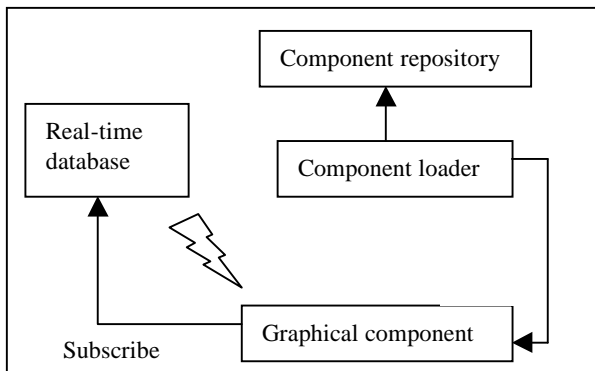 Component repository
Real-time
database
Component loader
Graphical component
Subscribe